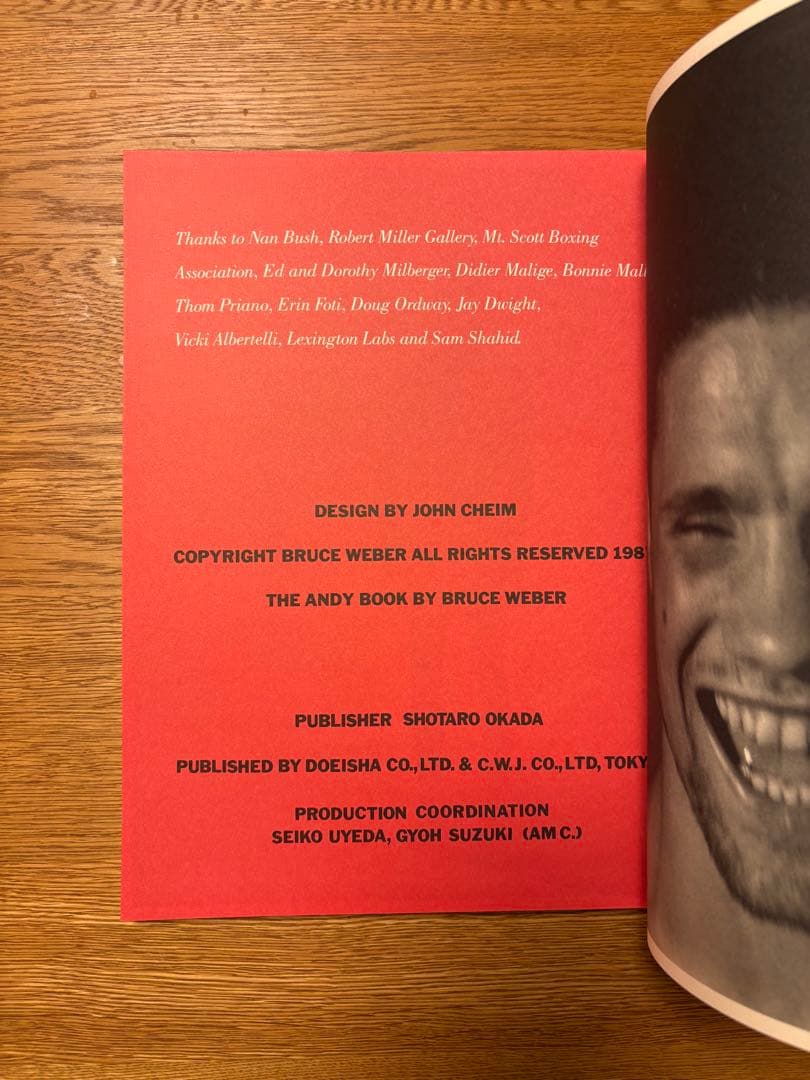 Thanks to Nan Bush, Robert Miller Gallery, Mt. Scott Boxing
Association, Ed and Dorothy Milberger, Didier Malige, Bonnie
Thom Priano, Erin Foti, Doug Ordway, Jay Dwight,
Vicki Albertelli, Lexington Labs and Sam Shahid.
DESIGN BY JOHN CHEIM
COPYRIGHT BRUCE WEBER ALL RIGHTS RESERVED
THE ANDY BOOK BY BRUCE WEBER
PUBLISHER SHOTARO OKADA
PUBLISHED BY DOEISHA CO., LTD. & C.W.J. CO., LTD,
PRODUCTION COORDINATION
SEIKO UYEDA, GYOH SUZUKI (AM C.)